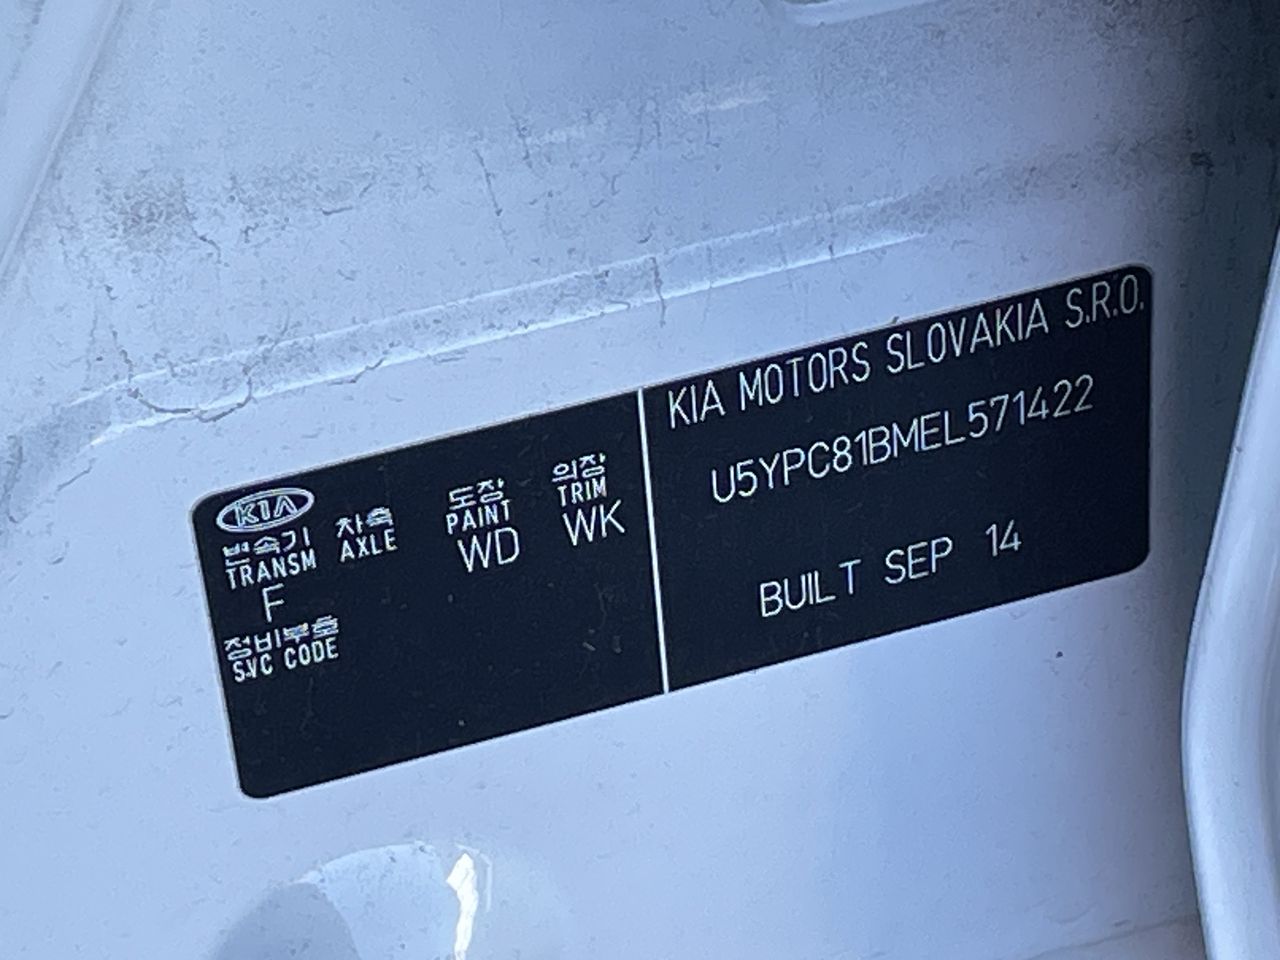 KIA
변속기 차축 도장 의장
TRANSM AXLE PAINT TRIM
F WD WK
정비부호
S.VC CODE
KIA MOTORS SLOVAKIA S.R.O.
U5YPC81BMEL571422
BUILT SEP 14